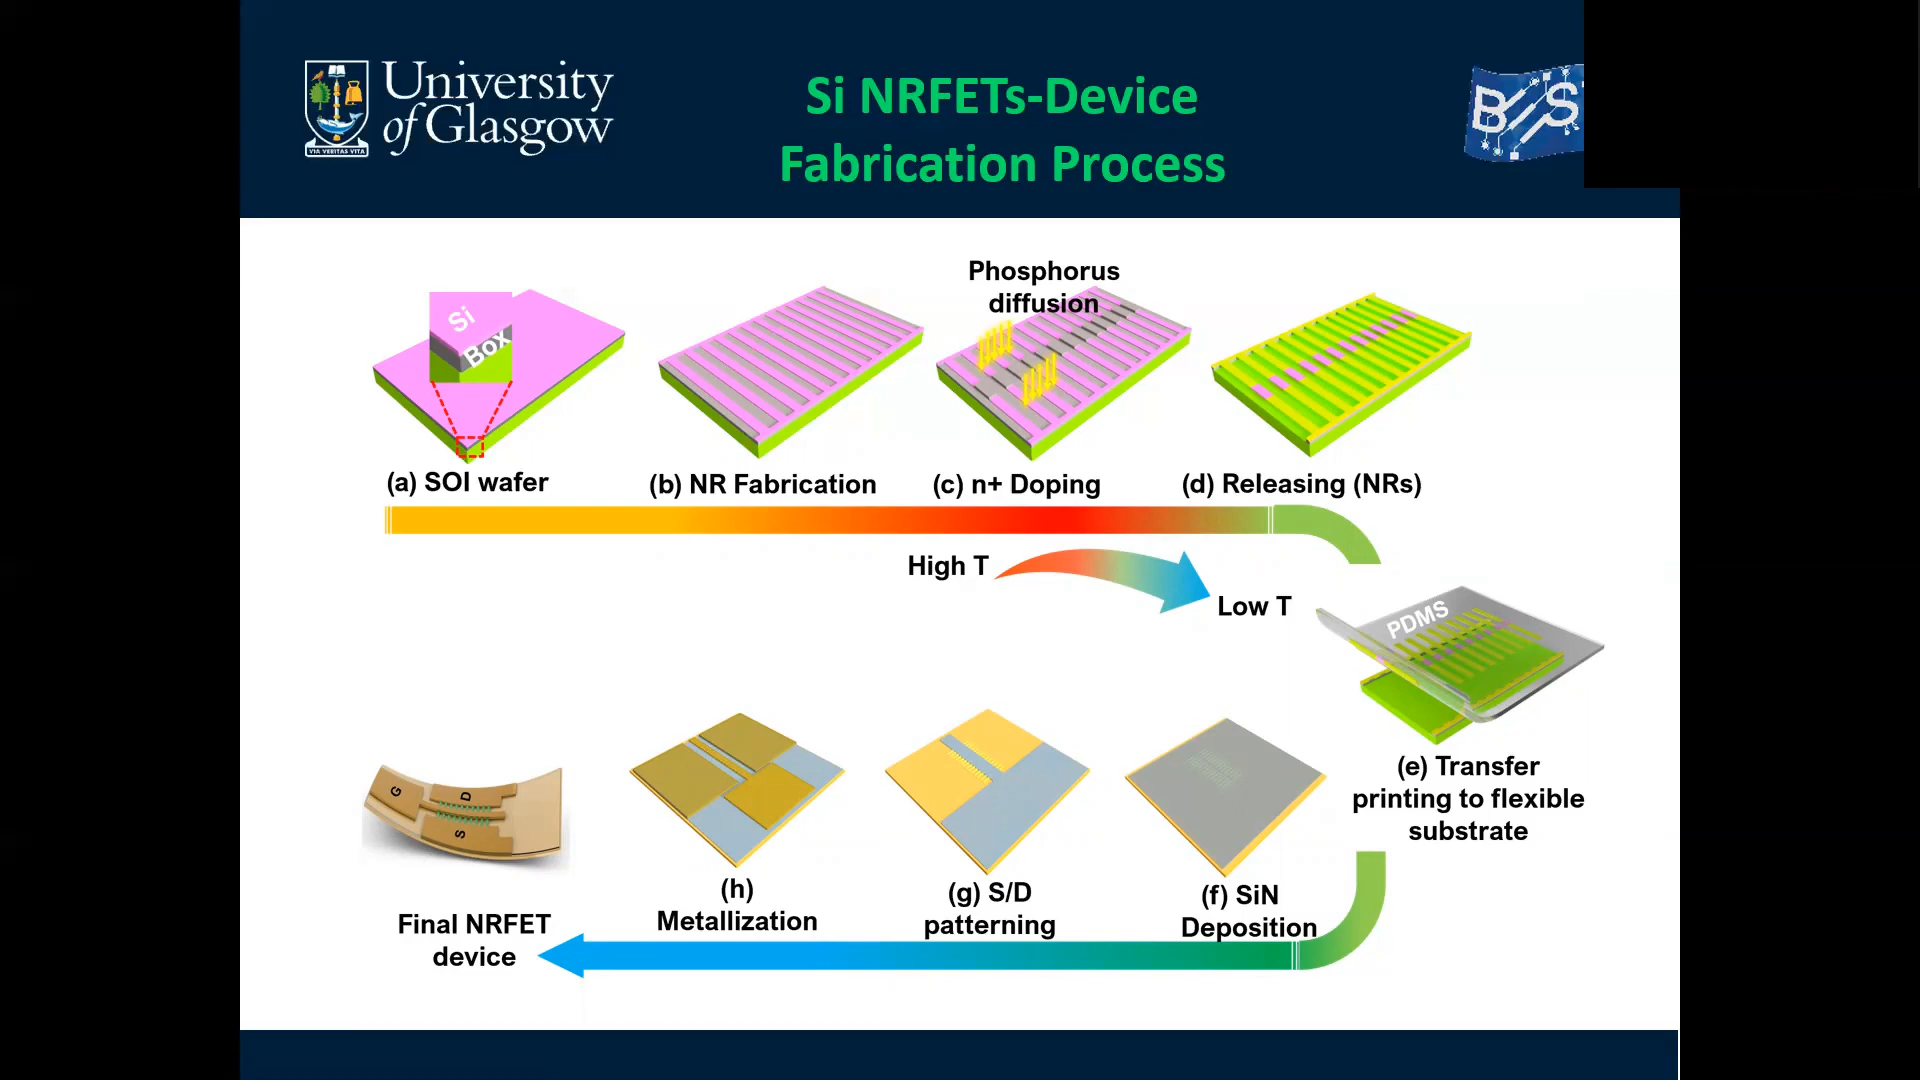 University
of Glasgow
VIA VERITAS VITA
Si NRFETs-Device
Fabrication Process
Phosphorus
diffusion
Si
Box
(a) SOI wafer
(b) NR Fabrication
(c) n+ Doping
(d) Releasing (NRs)
High T
Low T
PDMS
(e) Transfer
printing to flexible
substrate
(f) SiN
Deposition
(g) S/D
patterning
(h)
Metallization
G
D
S
Final NRFET
device